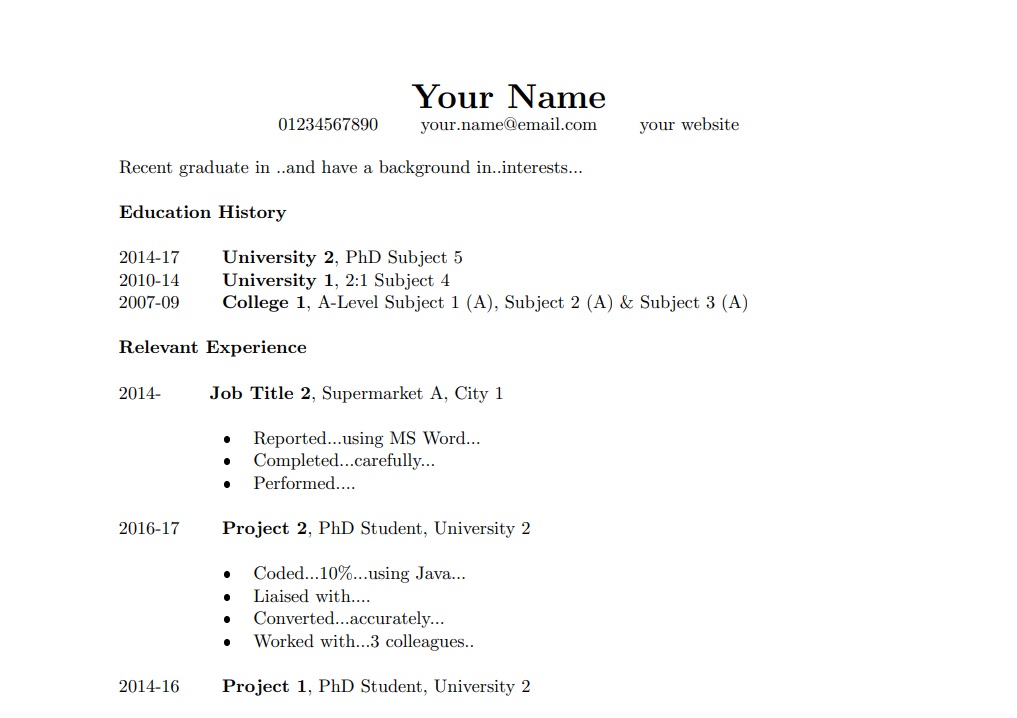 Your Name
01234567890 your.name@email.com your website
Recent graduate in ..and have a background in..interests...
Education History
2014-17 University 2, PhD Subject 5
2010-14 University 1, 2:1 Subject 4
2007-09 College 1, A-Level Subject 1 (A), Subject 2 (A) & Subject 3 (A)
Relevant Experience
2014- Job Title 2, Supermarket A, City 1
• Reported...using MS Word...
• Completed...carefully...
• Performed....
2016-17 Project 2, PhD Student, University 2
• Coded...10%...using Java...
• Liaised with....
• Converted...accurately...
• Worked with...3 colleagues..
2014-16 Project 1, PhD Student, University 2